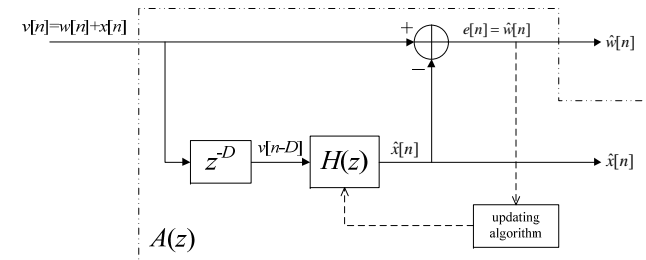 v[n]=w[n]+x[n]
+
e[n] = ŵ[n]
ŵ[n]
−
z^-D
v[n-D]
H(z)
x̂[n]
x̂[n]
updating
algorithm
A(z)